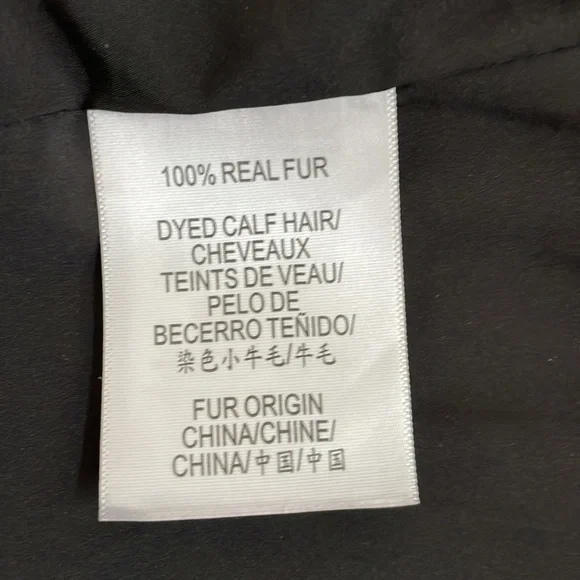 100% REAL FUR
DYED CALF HAIR/
CHEVEAUX
TEINTS DE VEAU/
PELO DE
BECERRO TEÑIDO/
染色小牛毛/牛毛
FUR ORIGIN
CHINA/CHINE/
CHINA/中国/中国